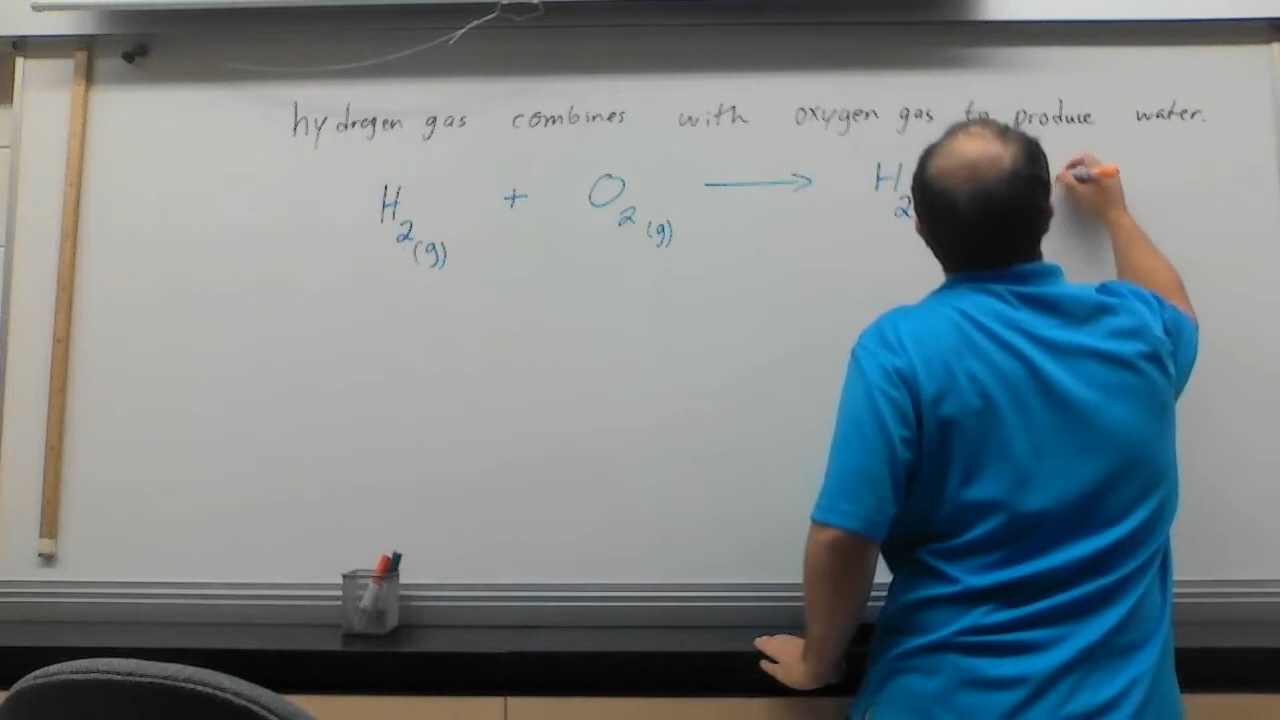 hydrogen gas combines with oxygen gas to produce water.
H2(g) + O2(g) → H2